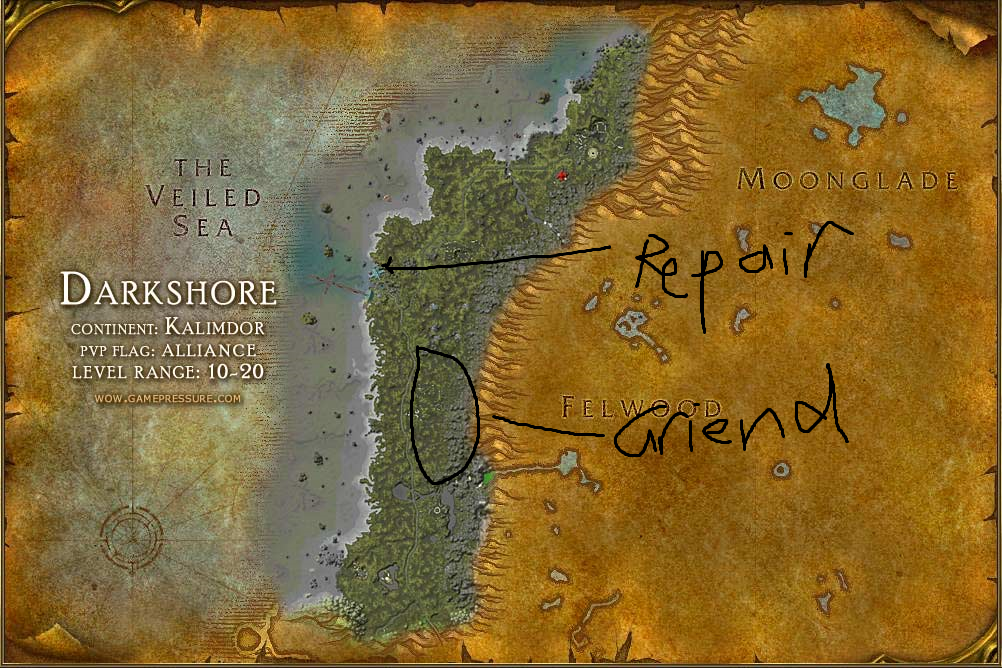 THE
VEILED
SEA
MOONGLADE
Repair
DARKSHORE
CONTINENT: KALIMDOR
PVP FLAG: ALLIANCE
LEVEL RANGE: 10-20
WOW.GAMEPRESSURE.COM
FELWOOD
Griend